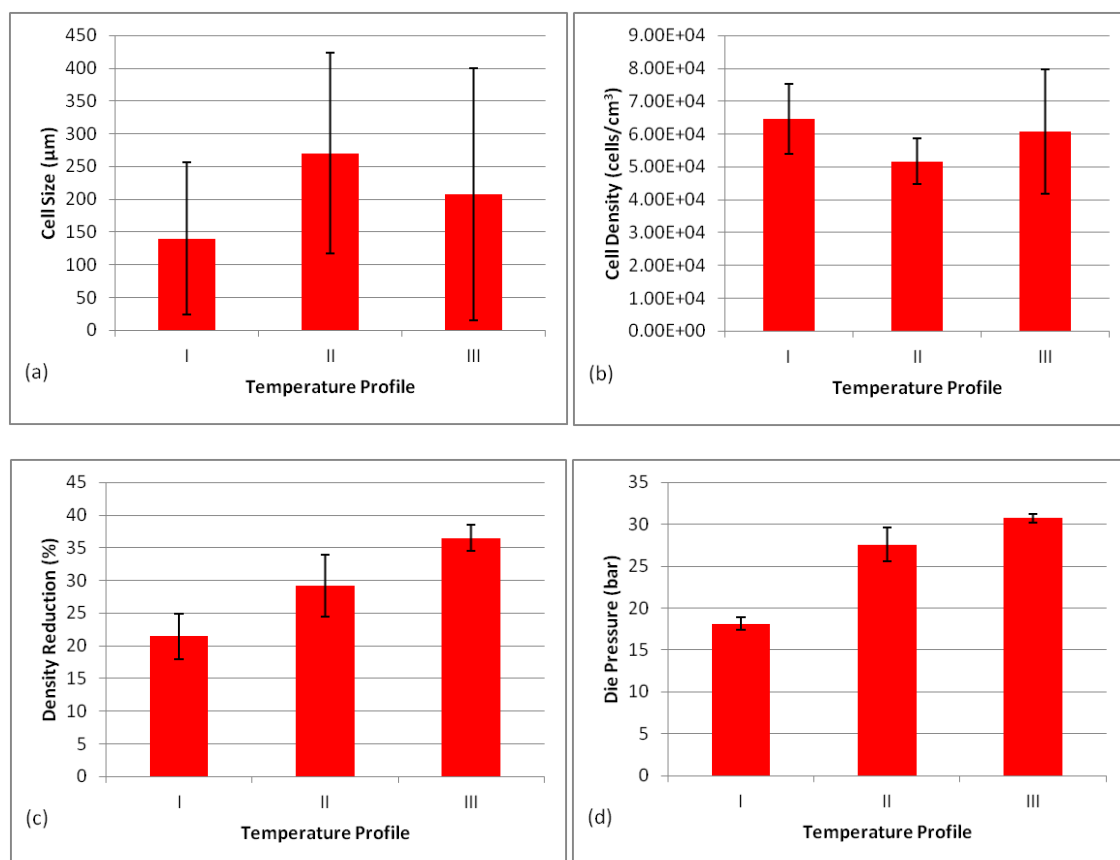 450
400
350
300
250
200
150
100
50
0
Cell Size (µm)
I II III
(a)
Temperature Profile
9.00E+04
8.00E+04
7.00E+04
6.00E+04
5.00E+04
4.00E+04
3.00E+04
2.00E+04
1.00E+04
0.00E+00
Cell Density (cells/cm³)
I II III
(b)
Temperature Profile
45
40
35
30
25
20
15
10
5
0
Density Reduction (%)
I II III
(c)
Temperature Profile
35
30
25
20
15
10
5
0
Die Pressure (bar)
I II III
(d)
Temperature Profile